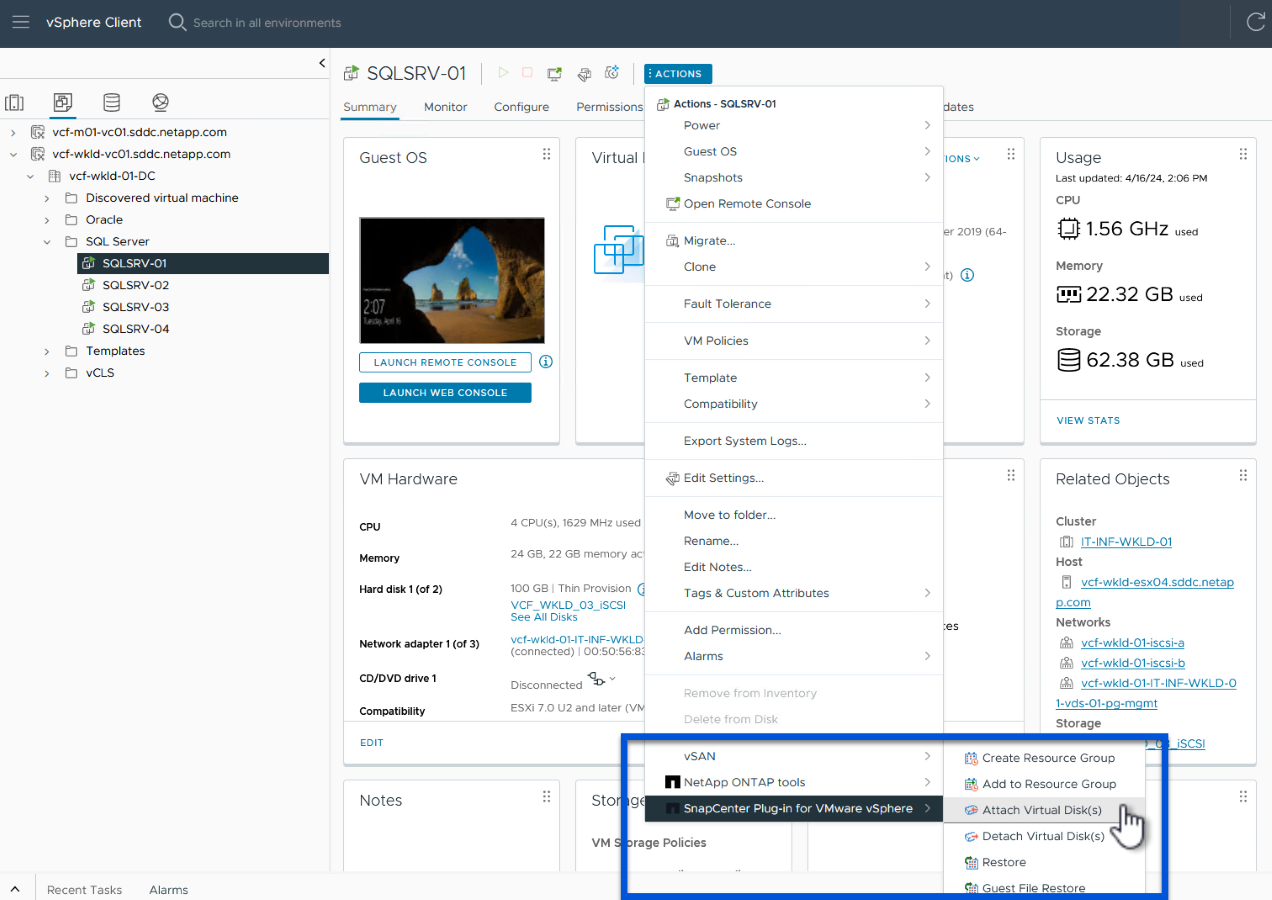 vSphere Client
Search in all environments
vcf-m01-vc01.sddc.netapp.com
vcf-wkld-vc01.sddc.netapp.com
vcf-wkld-01-DC
Discovered virtual machine
Oracle
SQL Server
SQLSRV-01
SQLSRV-02
SQLSRV-03
SQLSRV-04
Templates
vCLS
SQLSRV-01
ACTIONS
Summary
Monitor
Configure
Permissions
dates
Guest OS
2:07
Tuesday, April 16
LAUNCH REMOTE CONSOLE
LAUNCH WEB CONSOLE
Virtual
IONS
er 2019 (64-
t)
Actions - SQLSRV-01
Power
Guest OS
Snapshots
Open Remote Console
Migrate...
Clone
Fault Tolerance
VM Policies
Template
Compatibility
Export System Logs...
Edit Settings...
Move to folder...
Rename...
Edit Notes...
Tags & Custom Attributes
Add Permission...
Alarms
Remove from Inventory
Delete from Disk
vSAN
NetApp ONTAP tools
SnapCenter Plug-in for VMware vSphere
Create Resource Group
Add to Resource Group
Attach Virtual Disk(s)
Detach Virtual Disk(s)
Restore
Guest File Restore
Usage
Last updated: 4/16/24, 2:06 PM
CPU
1.56 GHz used
Memory
22.32 GB used
Storage
62.38 GB used
VIEW STATS
VM Hardware
CPU
4 CPU(s), 1629 MHz used
Memory
24 GB, 22 GB memory ac
Hard disk 1 (of 2)
100 GB | Thin Provision
VCF_WKLD_03_iSCSI
See All Disks
Network adapter 1 (of 3)
vcf-wkld-01-IT-INF-WKLD-
(connected) | 00:50:56:83
CD/DVD drive 1
Disconnected
Compatibility
ESXi 7.0 U2 and later (VM
EDIT
ces
Related Objects
Cluster
IT-INF-WKLD-01
Host
vcf-wkld-esx04.sddc.netap
p.com
Networks
vcf-wkld-01-iscsi-a
vcf-wkld-01-iscsi-b
vcf-wkld-01-IT-INF-WKLD-0
1-vds-01-pg-mgmt
Storage
_03_iSCSI
Notes
Storage
VM Storage Policies
Recent Tasks
Alarms